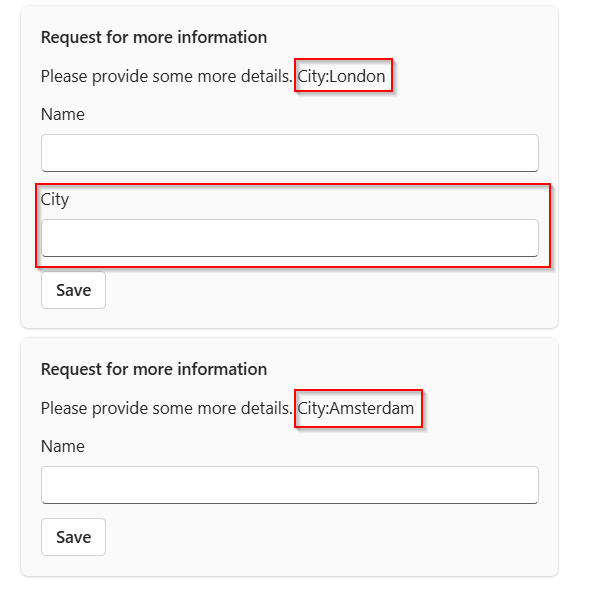 Request for more information
Please provide some more details. City:London
Name
City
Save
Request for more information
Please provide some more details. City:Amsterdam
Name
Save